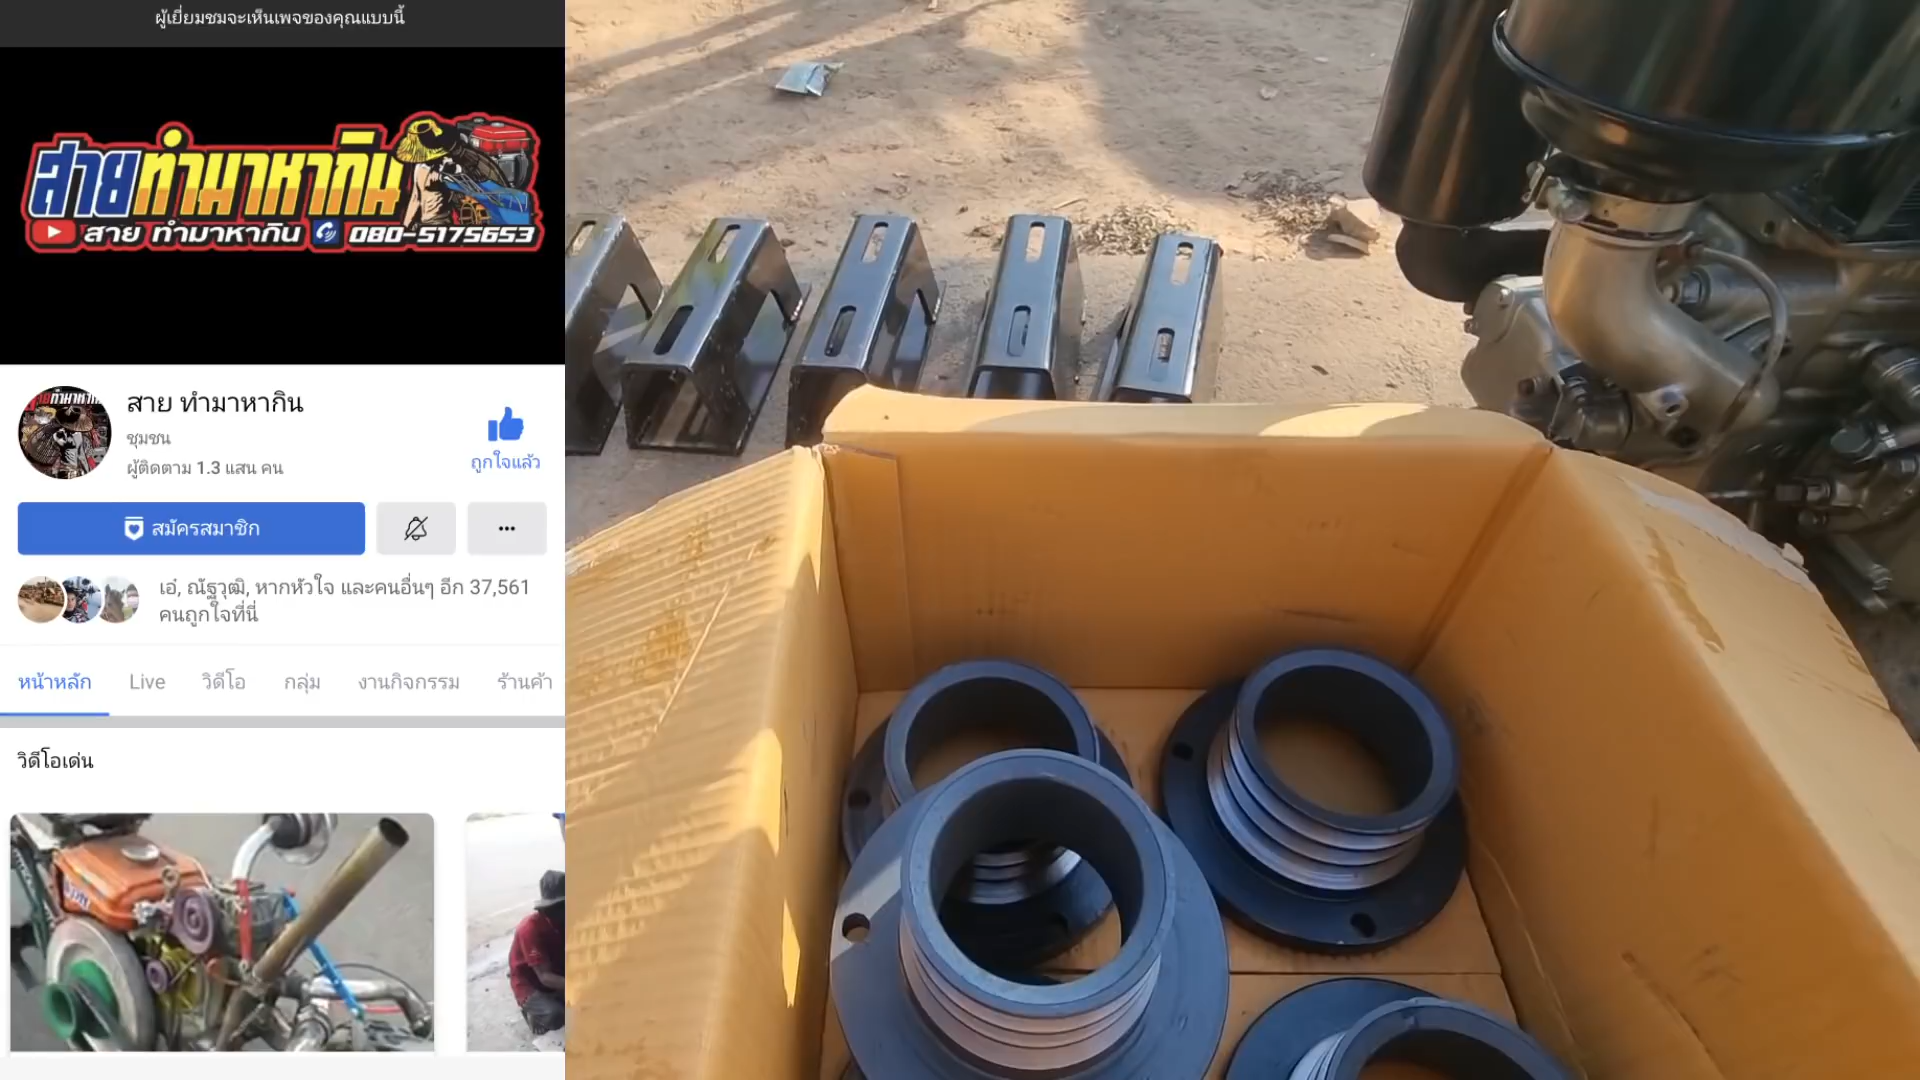 ผู้เยี่ยมชมจะเห็นเพจของคุณแบบนี้
สายทำมาหากิน
สาย ทำมาหากิน 080-5175653
สาย ทำมาหากิน
ชุมชน
ผู้ติดตาม 1.3 แสน คน
ถูกใจแล้ว
สมัครสมาชิก
เอ๋, ณัฐวุฒิ, หากหัวใจ และคนอื่นๆ อีก 37,561
คนถูกใจที่นี่
หน้าหลัก Live วิดีโอ กลุ่ม งานกิจกรรม ร้านค้า
วิดีโอเด่น